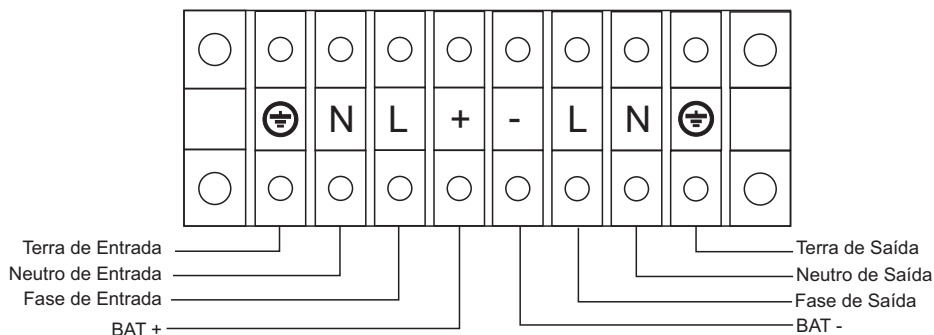 N L + - L N
Terra de Entrada
Neutro de Entrada
Fase de Entrada
BAT +
Terra de Saída
Neutro de Saída
Fase de Saída
BAT -